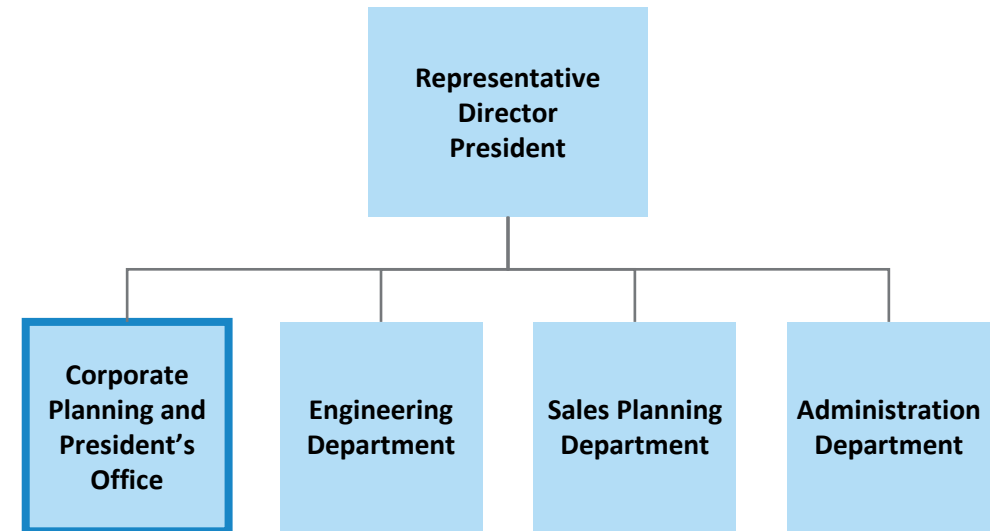 Representative
Director
President
Corporate
Planning and
President’s
Office
Engineering
Department
Sales Planning
Department
Administration
Department